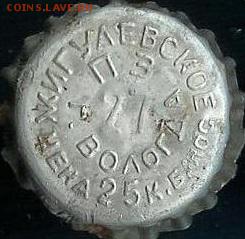 COINS.LAVE.RU
ЖИГУЛЕВСКОЕ
П. З.
Г. ВОЛОГДА
27
ЦЕНА 25 К. Б